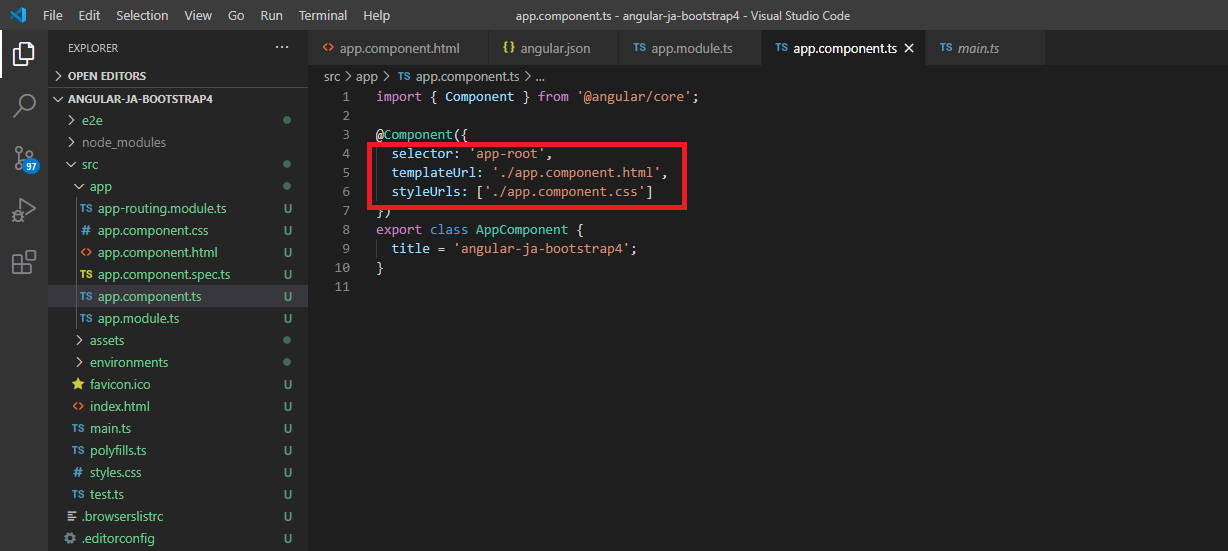 File Edit Selection View Go Run Terminal Help app.component.ts - angular-ja-bootstrap4 - Visual Studio Code
EXPLORER ...
OPEN EDITORS
ANGULAR-JA-BOOTSTRAP4
e2e
node_modules
src
app
TS app-routing.module.ts U
# app.component.css U
<> app.component.html U
TS app.component.spec.ts U
TS app.component.ts U
TS app.module.ts U
assets
environments
favicon.ico U
<> index.html U
TS main.ts U
TS polyfills.ts U
# styles.css U
TS test.ts U
.browserslistrc U
.editorconfig U
97
<> app.component.html {} angular.json TS app.module.ts TS app.component.ts × TS main.ts
src > app > TS app.component.ts > ...
1 import { Component } from '@angular/core';
2
3 @Component({
4 selector: 'app-root',
5 templateUrl: './app.component.html',
6 styleUrls: ['./app.component.css']
7 })
8 export class AppComponent {
9 title = 'angular-ja-bootstrap4';
10 }
11